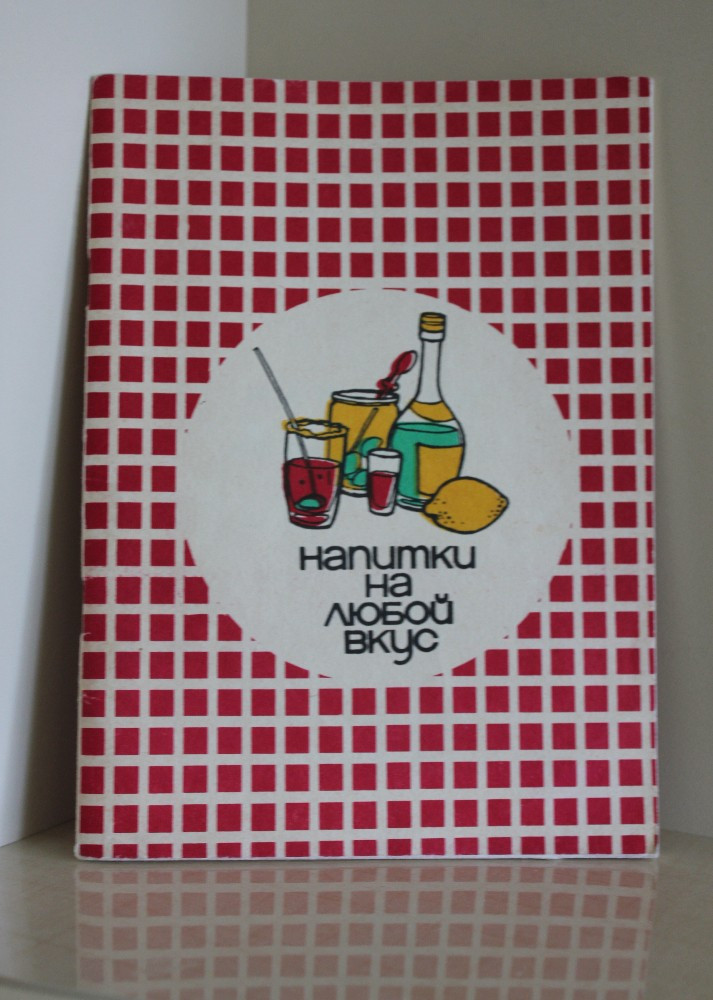 напитки
на
любой
вкус